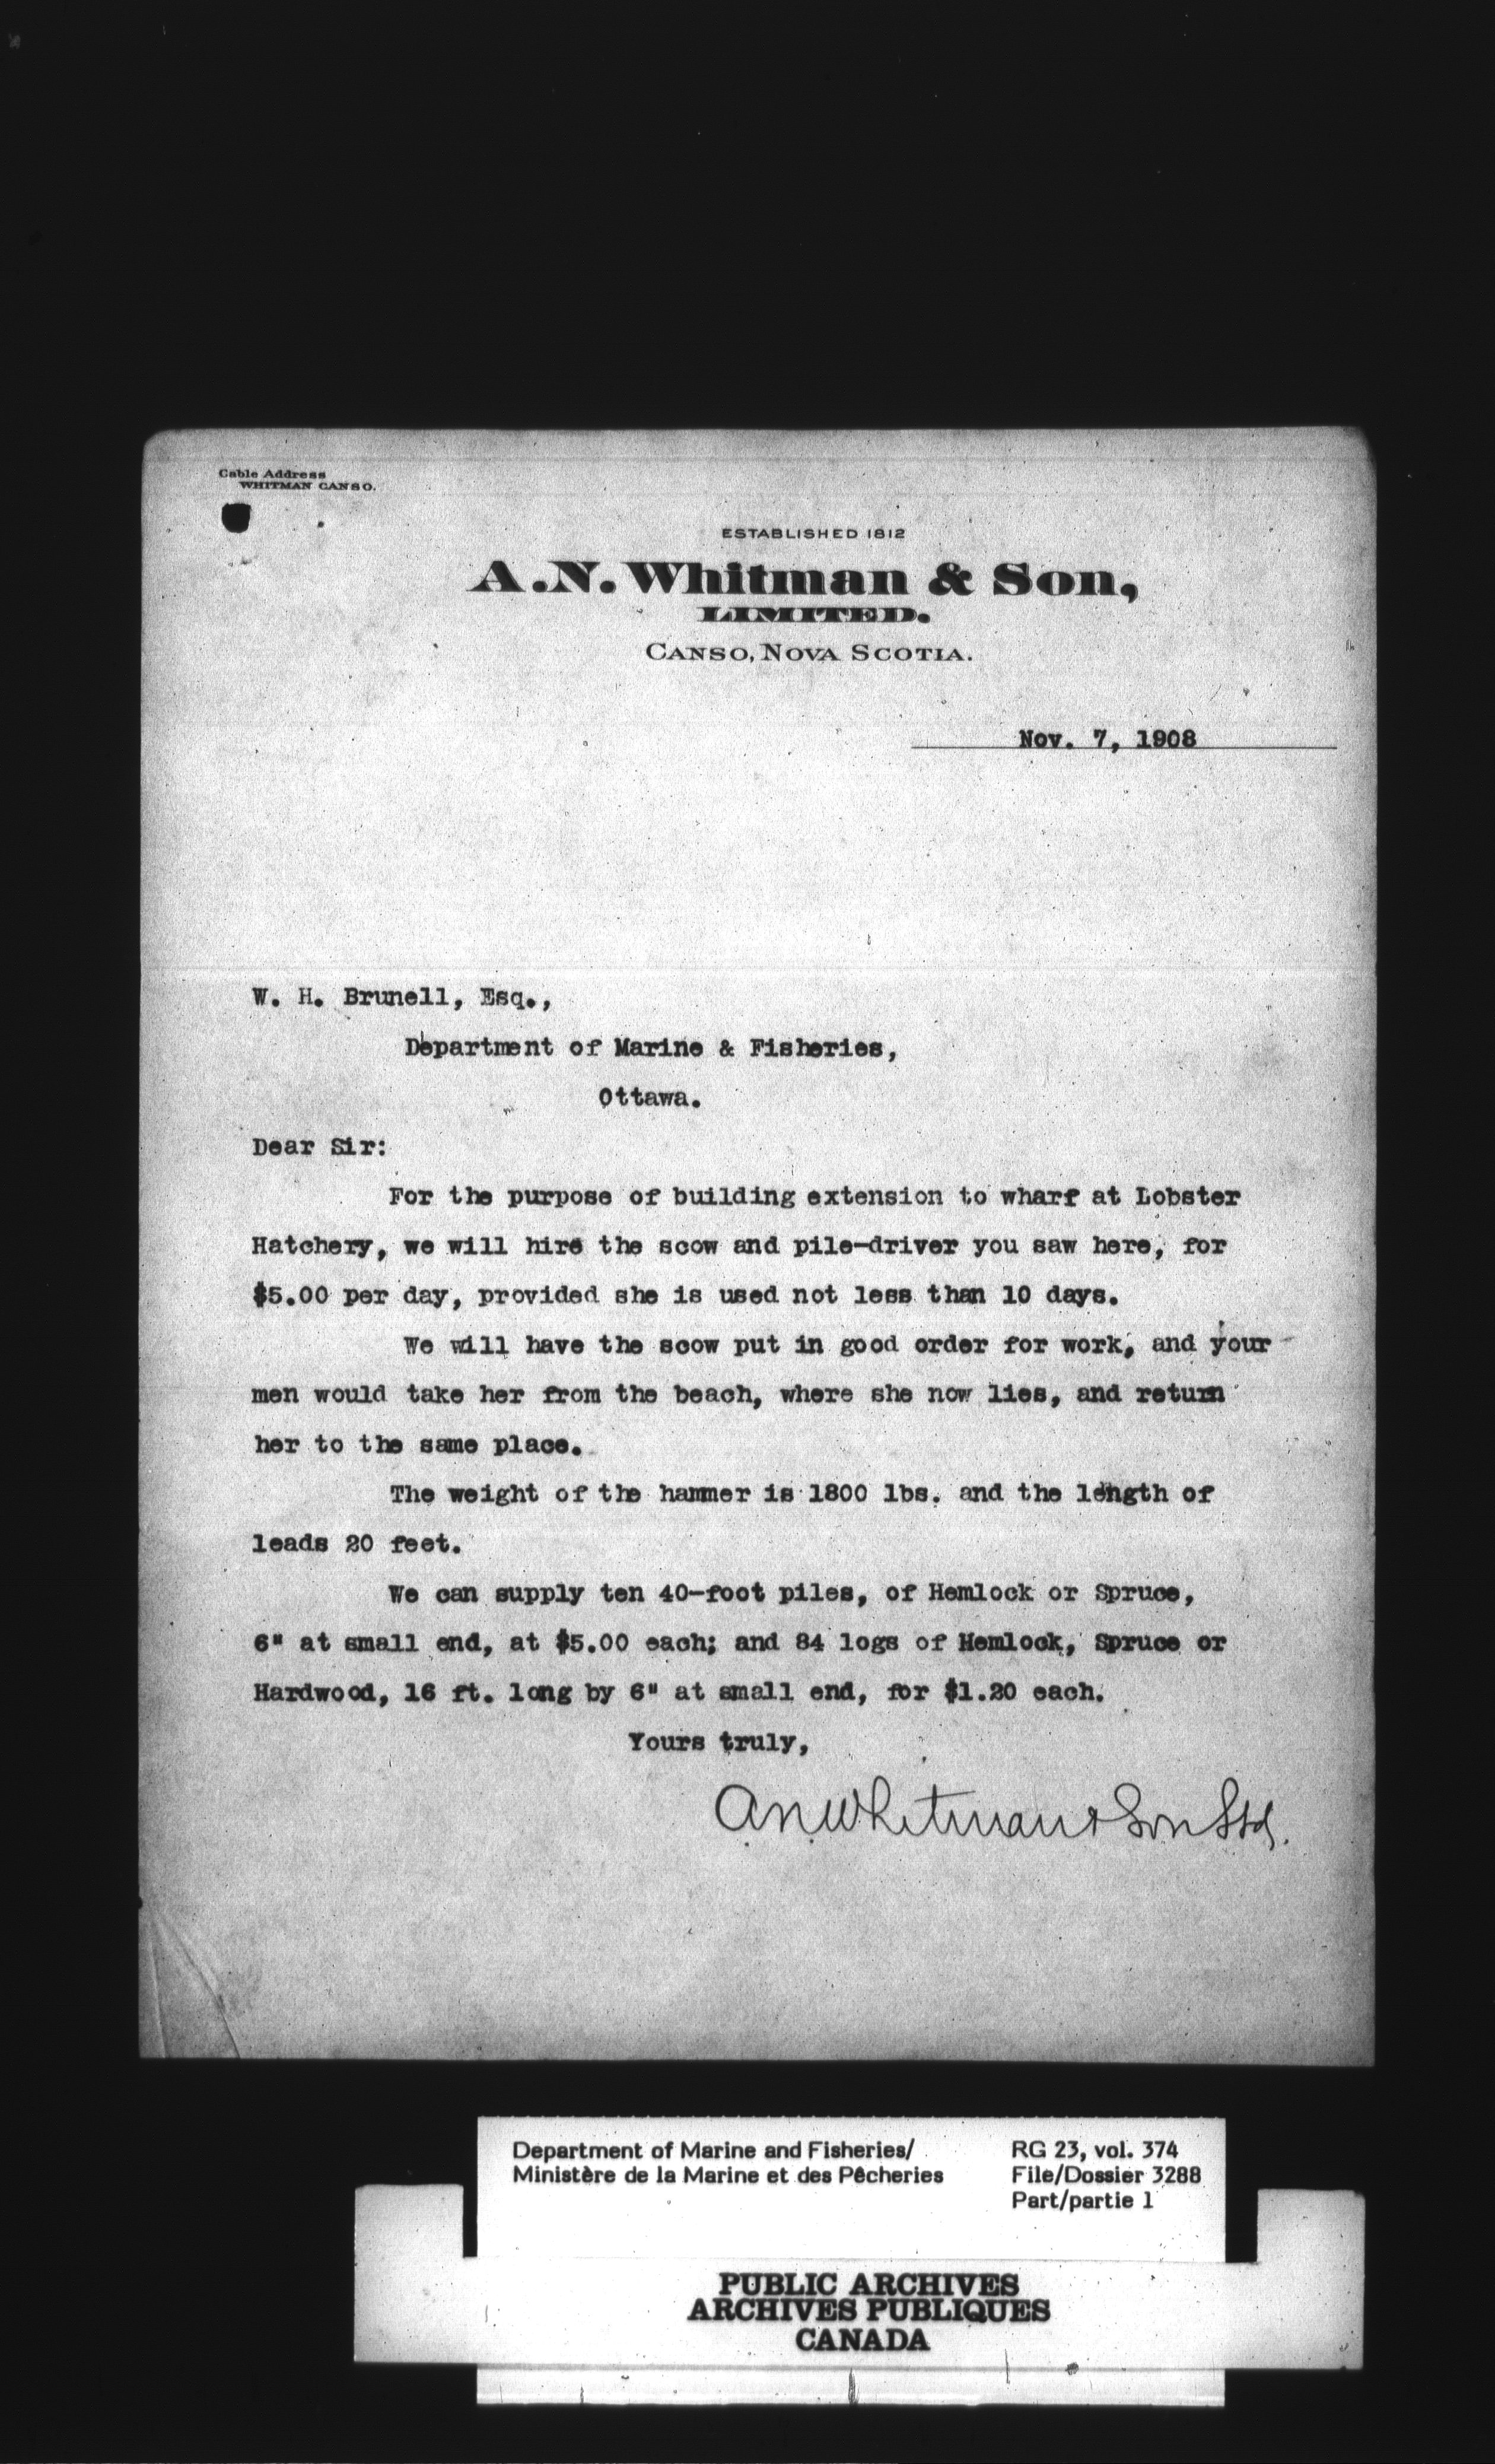 Cable Address
WHITMAN CANSO.
ESTABLISHED 1812
A. N. Whitman & Son,
LIMITED.
CANSO, NOVA SCOTIA.
Nov. 7, 1908
W. H. Brunell, Esq.,
Department of Marine & Fisheries,
Ottawa.
Dear Sir:
For the purpose of building extension to wharf at Lobster
Hatchery, we will hire the scow and pile-driver you saw here, for
$5.00 per day, provided she is used not less than 10 days.
We will have the scow put in good order for work, and your
men would take her from the beach, where she now lies, and return
her to the same place.
The weight of the hammer is 1800 lbs. and the length of
leads 20 feet.
We can supply ten 40-foot piles, of Hemlock or Spruce,
6" at small end, at $5.00 each; and 84 logs of Hemlock, Spruce or
Hardwood, 16 ft. long by 6" at small end, for $1.20 each.
Yours truly,
A. N. Whitman & Son Ltd.
Department of Marine and Fisheries/ RG 23, vol. 374
Ministère de la Marine et des Pêcheries File/Dossier 3288
Part/partie 1
PUBLIC ARCHIVES
ARCHIVES PUBLIQUES
CANADA